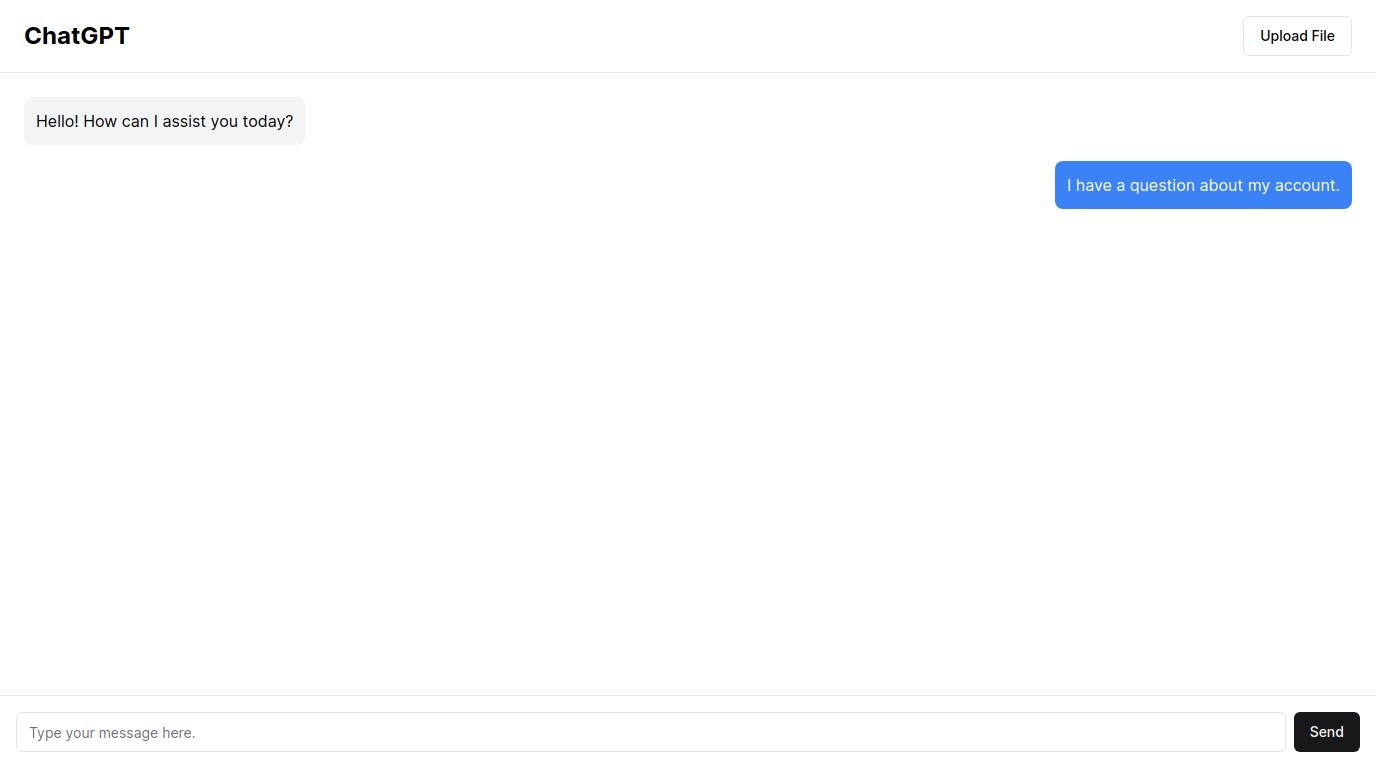 ChatGPT
Upload File
Hello! How can I assist you today?
I have a question about my account.
Type your message here.
Send